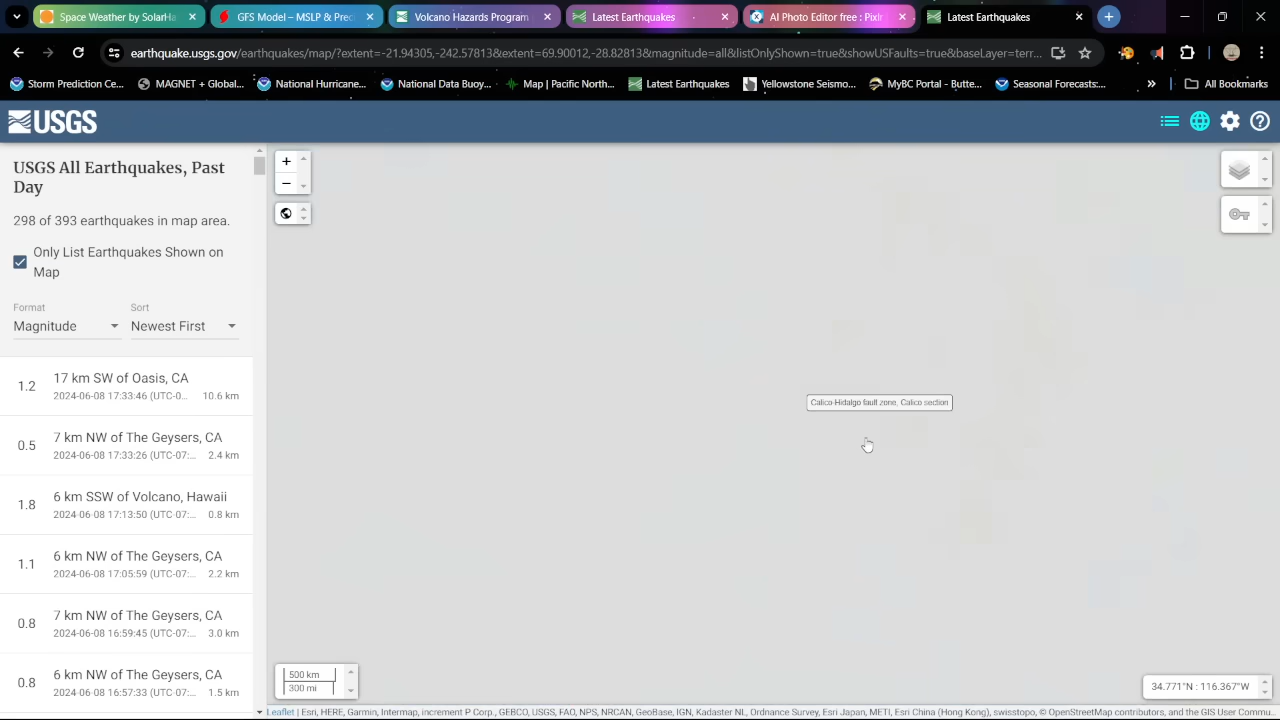 Space Weather by SolarHa
GFS Model – MSLP & Prec
Volcano Hazards Program
Latest Earthquakes
AI Photo Editor free : Pixlr
Latest Earthquakes
earthquake.usgs.gov/earthquakes/map/?extent=-21.94305,-242.57813&extent=69.90012,-28.82813&magnitude=all&listOnlyShown=true&showUSFaults=true&baseLayer=terr...
Storm Prediction Ce...
MAGNET + Global...
National Hurricane...
National Data Buoy...
Map | Pacific North...
Latest Earthquakes
Yellowstone Seismo...
MyBC Portal - Butte...
Seasonal Forecasts:...
»
All Bookmarks
USGS
USGS All Earthquakes, Past
Day
298 of 393 earthquakes in map area.
Only List Earthquakes Shown on
Map
Format
Sort
Magnitude
Newest First
1.2
17 km SW of Oasis, CA
2024-06-08 17:33:46 (UTC-0... 10.6 km
0.5
7 km NW of The Geysers, CA
2024-06-08 17:33:26 (UTC-07:... 2.4 km
1.8
6 km SSW of Volcano, Hawaii
2024-06-08 17:13:50 (UTC-07:... 0.8 km
1.1
6 km NW of The Geysers, CA
2024-06-08 17:05:59 (UTC-07:... 2.2 km
0.8
7 km NW of The Geysers, CA
2024-06-08 16:59:45 (UTC-07:... 3.0 km
0.8
6 km NW of The Geysers, CA
2024-06-08 16:57:33 (UTC-07:... 1.5 km
+
−
Calico-Hidalgo fault zone, Calico section
500 km
300 mi
34.771°N : 116.367°W
Leaflet | Esri, HERE, Garmin, Intermap, increment P Corp., GEBCO, USGS, FAO, NPS, NRCAN, GeoBase, IGN, Kadaster NL, Ordnance Survey, Esri Japan, METI, Esri China (Hong Kong), swisstopo, © OpenStreetMap contributors, and the GIS User Commu...